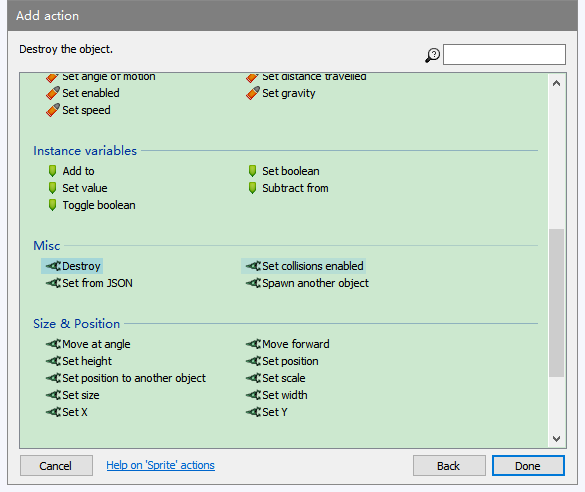 Add action
Destroy the object.
Set angle of motion
Set distance travelled
Set enabled
Set gravity
Set speed
Instance variables
Add to
Set boolean
Set value
Subtract from
Toggle boolean
Misc
Destroy
Set collisions enabled
Set from JSON
Spawn another object
Size & Position
Move at angle
Move forward
Set height
Set position
Set position to another object
Set scale
Set size
Set width
Set X
Set Y
Cancel
Help on 'Sprite' actions
Back
Done